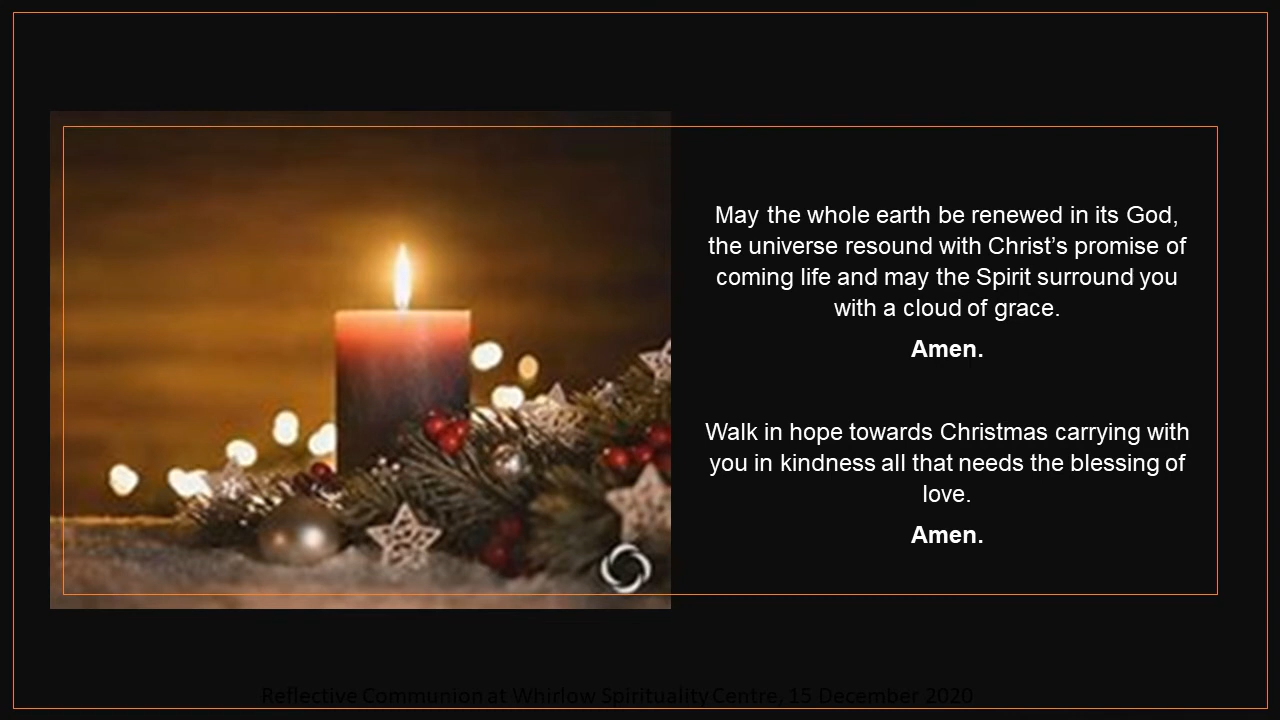 May the whole earth be renewed in its God,
the universe resound with Christ’s promise of
coming life and may the Spirit surround you
with a cloud of grace.
Amen.
Walk in hope towards Christmas carrying with
you in kindness all that needs the blessing of
love.
Amen.
Reflective Communion at Whirlow Spirituality Centre, 15 December 2020